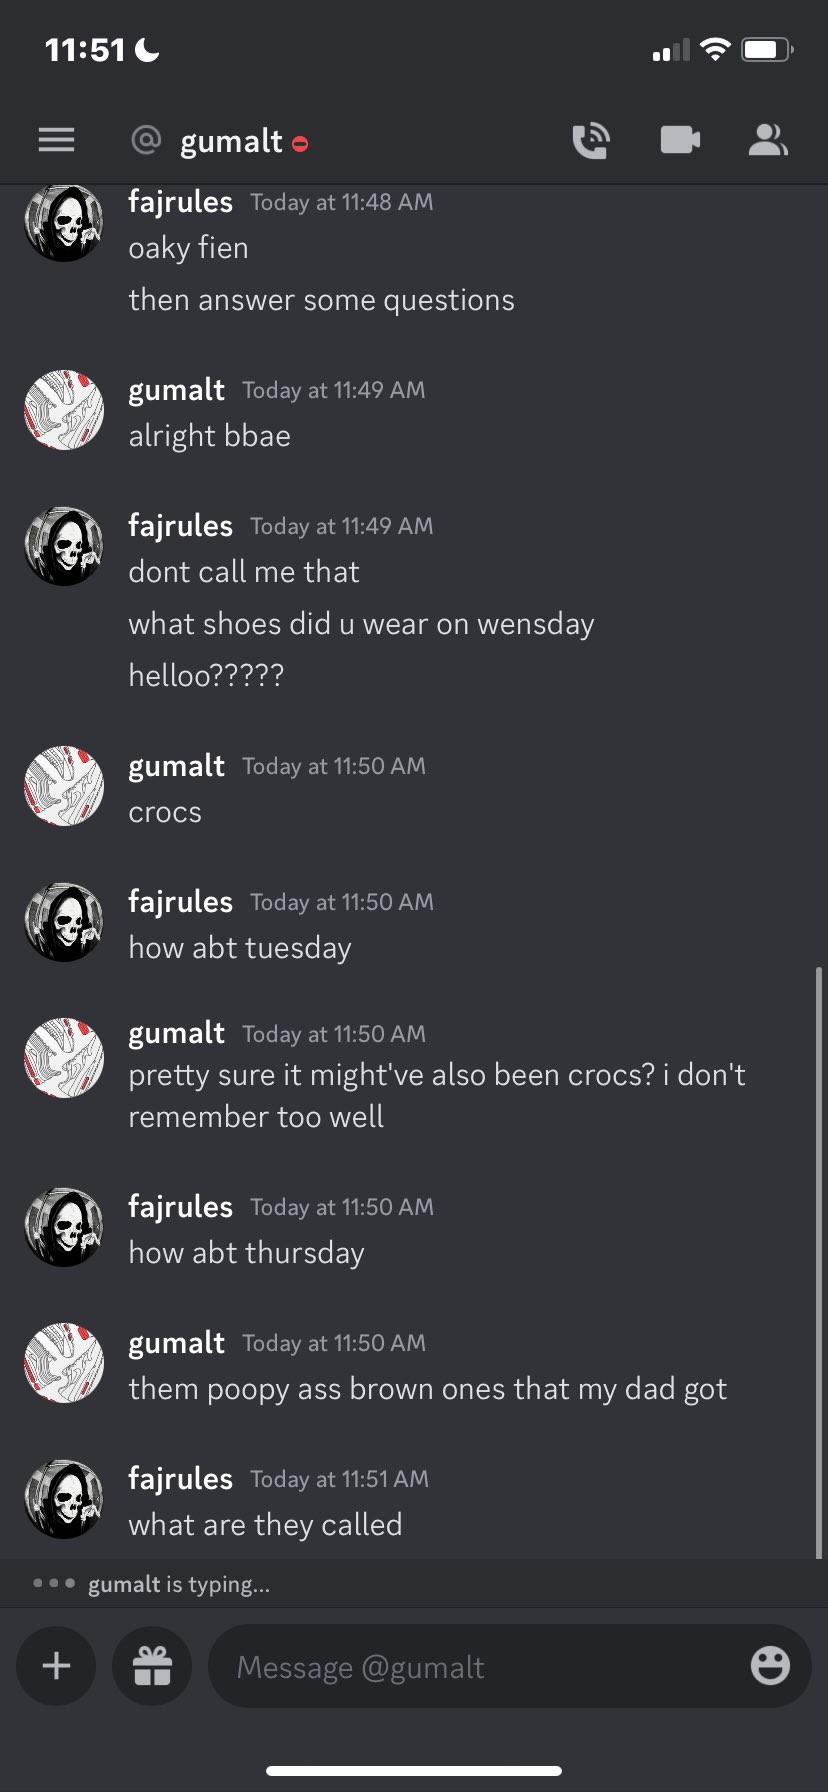 11:51
@ gumalt
fajrules Today at 11:48 AM
oaky fien
then answer some questions
gumalt Today at 11:49 AM
alright bbae
fajrules Today at 11:49 AM
dont call me that
what shoes did u wear on wensday
helloo?????
gumalt Today at 11:50 AM
crocs
fajrules Today at 11:50 AM
how abt tuesday
gumalt Today at 11:50 AM
pretty sure it might've also been crocs? i don't
remember too well
fajrules Today at 11:50 AM
how abt thursday
gumalt Today at 11:50 AM
them poopy ass brown ones that my dad got
fajrules Today at 11:51 AM
what are they called
gumalt is typing...
Message @gumalt